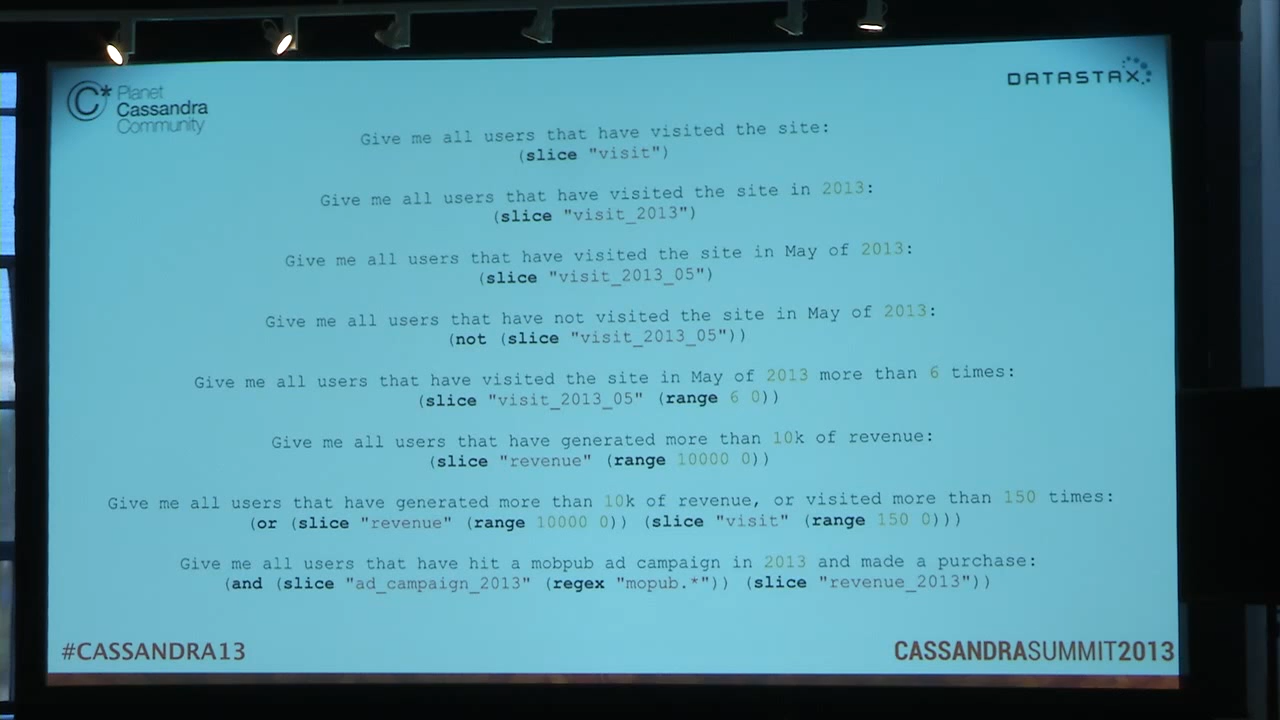 C* Planet
Cassandra
Community
DATASTAX
Give me all users that have visited the site:
(slice "visit")
Give me all users that have visited the site in 2013:
(slice "visit_2013")
Give me all users that have visited the site in May of 2013:
(slice "visit_2013_05")
Give me all users that have not visited the site in May of 2013:
(not (slice "visit_2013_05"))
Give me all users that have visited the site in May of 2013 more than 6 times:
(slice "visit_2013_05" (range 6 0))
Give me all users that have generated more than 10k of revenue:
(slice "revenue" (range 10000 0))
Give me all users that have generated more than 10k of revenue, or visited more than 150 times:
(or (slice "revenue" (range 10000 0)) (slice "visit" (range 150 0)))
Give me all users that have hit a mobpub ad campaign in 2013 and made a purchase:
(and (slice "ad_campaign_2013" (regex "mopub.*")) (slice "revenue_2013"))
#CASSANDRA13
CASSANDRASUMMIT2013